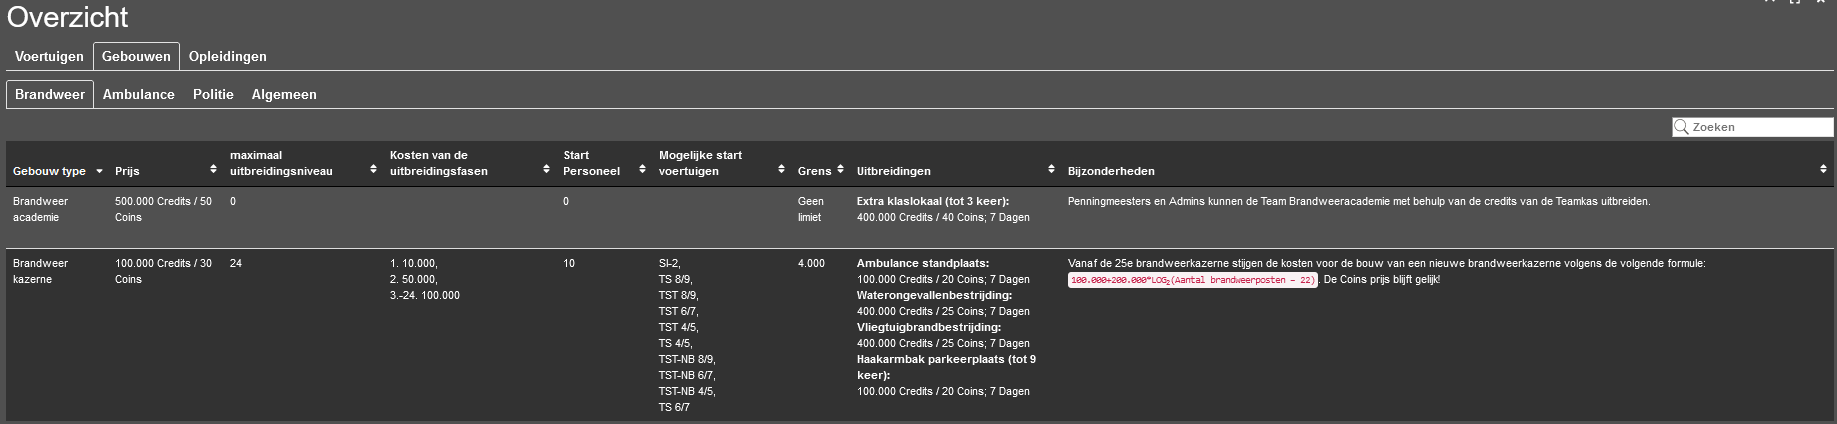 Overzicht
Voertuigen Gebouwen Opleidingen
Brandweer Ambulance Politie Algemeen
Zoeken
Gebouw type Prijs maximaal uitbreidingsniveau Kosten van de uitbreidingsfasen Start Personeel Mogelijke start voertuigen Grens Uitbreidingen Bijzonderheden
Brandweer academie
500.000 Credits / 50 Coins
0
0
Geen limiet
Extra klaslokaal (tot 3 keer):
400.000 Credits / 40 Coins; 7 Dagen
Penningmeesters en Admins kunnen de Team Brandweeracademie met behulp van de credits van de Teamkas uitbreiden.
Brandweer kazerne
100.000 Credits / 30 Coins
24
1. 10.000,
2. 50.000,
3.-24. 100.000
10
SI-2,
TS 8/9,
TST 8/9,
TST 6/7,
TST 4/5,
TS 4/5,
TST-NB 8/9,
TST-NB 6/7,
TST-NB 4/5,
TS 6/7
4.000
Ambulance standplaats:
100.000 Credits / 20 Coins; 7 Dagen
Waterongevallenbestrijding:
400.000 Credits / 25 Coins; 7 Dagen
Vliegtuigbrandbestrijding:
400.000 Credits / 25 Coins; 7 Dagen
Haakarmbak parkeerplaats (tot 9 keer):
100.000 Credits / 20 Coins; 7 Dagen
Vanaf de 25e brandweerkazerne stijgen de kosten voor de bouw van een nieuwe brandweerkazerne volgens de volgende formule:
100.000+200.000*LOG₂(Aantal brandweerposten - 22). De Coins prijs blijft gelijk!